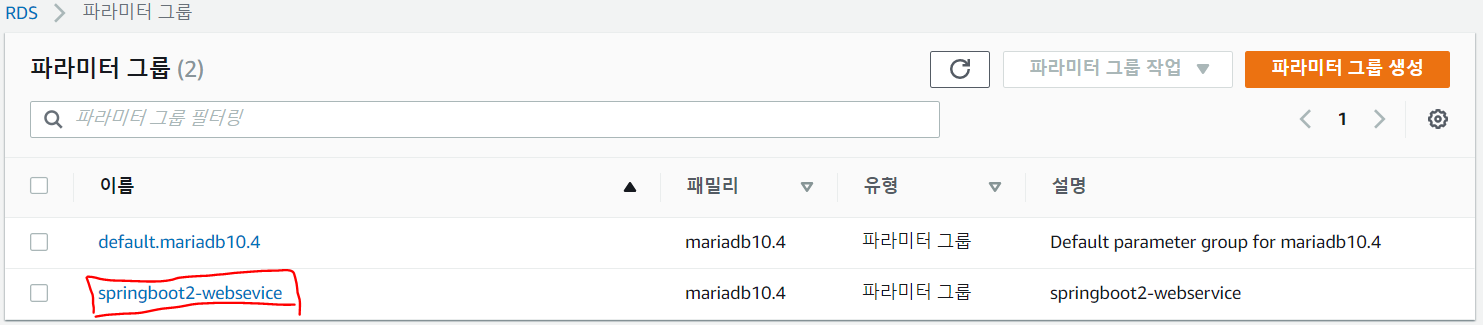 RDS > 파라미터 그룹
파라미터 그룹 (2)
파라미터 그룹 작업
파라미터 그룹 생성
파라미터 그룹 필터링
1
이름 패밀리 유형 설명
default.mariadb10.4 mariadb10.4 파라미터 그룹 Default parameter group for mariadb10.4
springboot2-websevice mariadb10.4 파라미터 그룹 springboot2-webservice